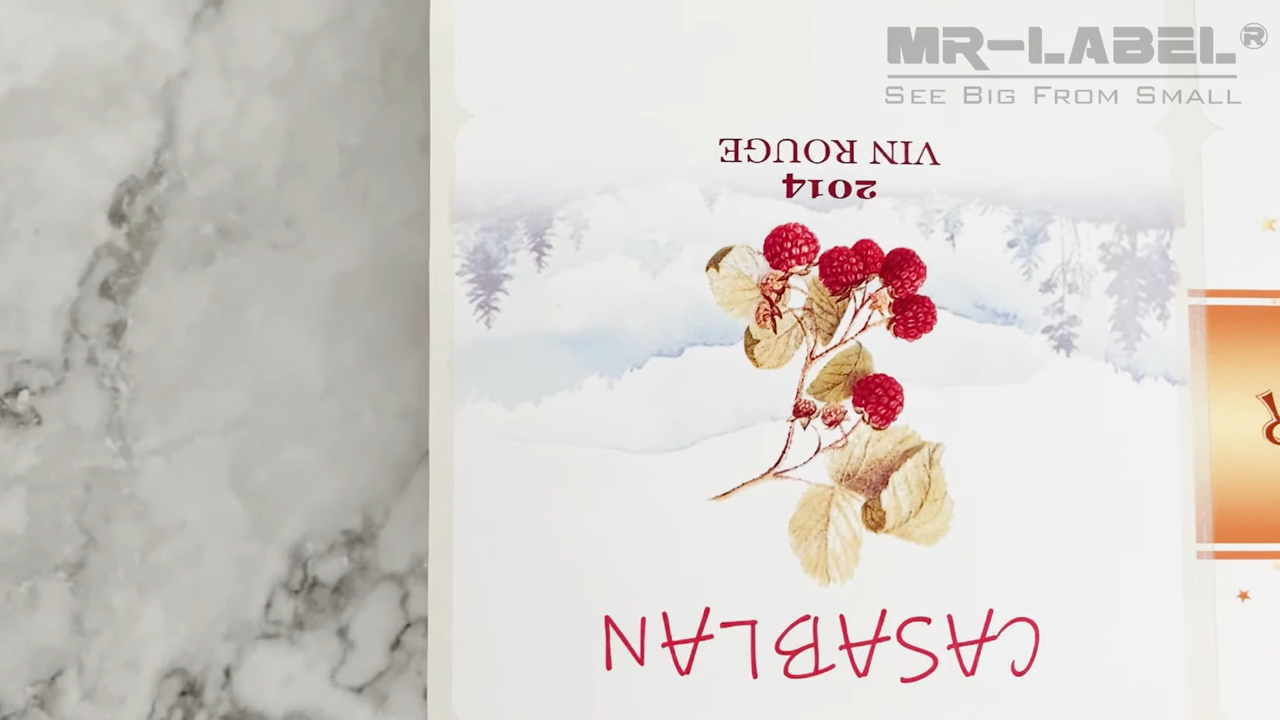 MR-LABEL®
SEE BIG FROM SMALL
CASABLAN
2014
VIN ROUGE